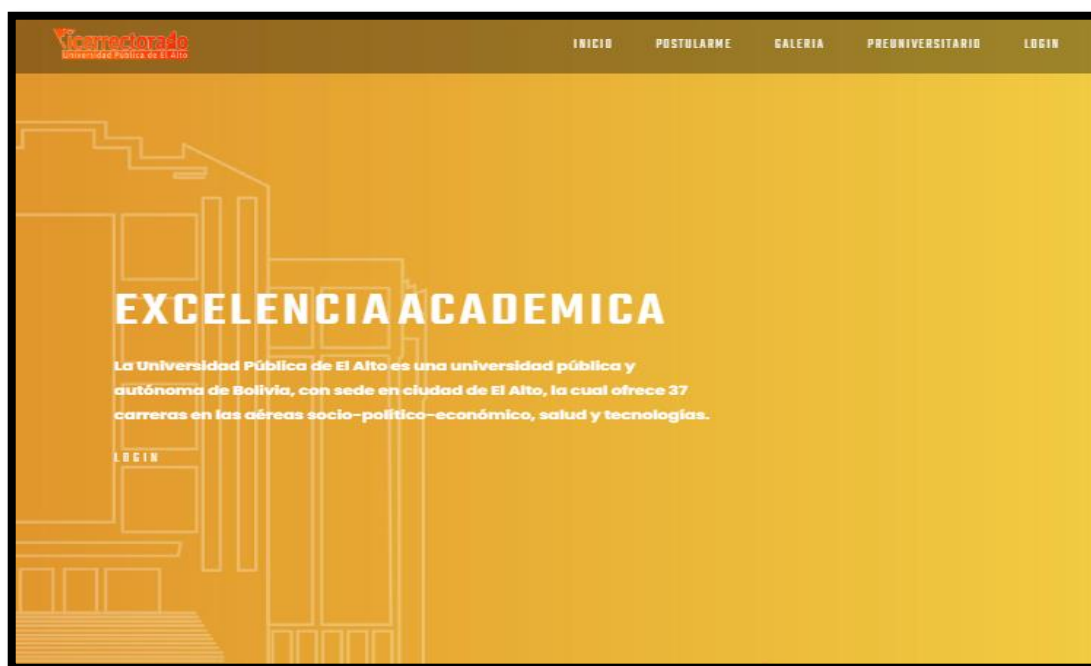 Vicerrectorado
Universidad Pública de El Alto
INICIO POSTULARME GALERIA PREUNIVERSITARIO LOGIN
EXCELENCIA ACADEMICA
La Universidad Pública de El Alto es una universidad pública y
autónoma de Bolivia, con sede en ciudad de El Alto, la cual ofrece 37
carreras en las aéreas socio-politico-económico, salud y tecnologías.
LOGIN